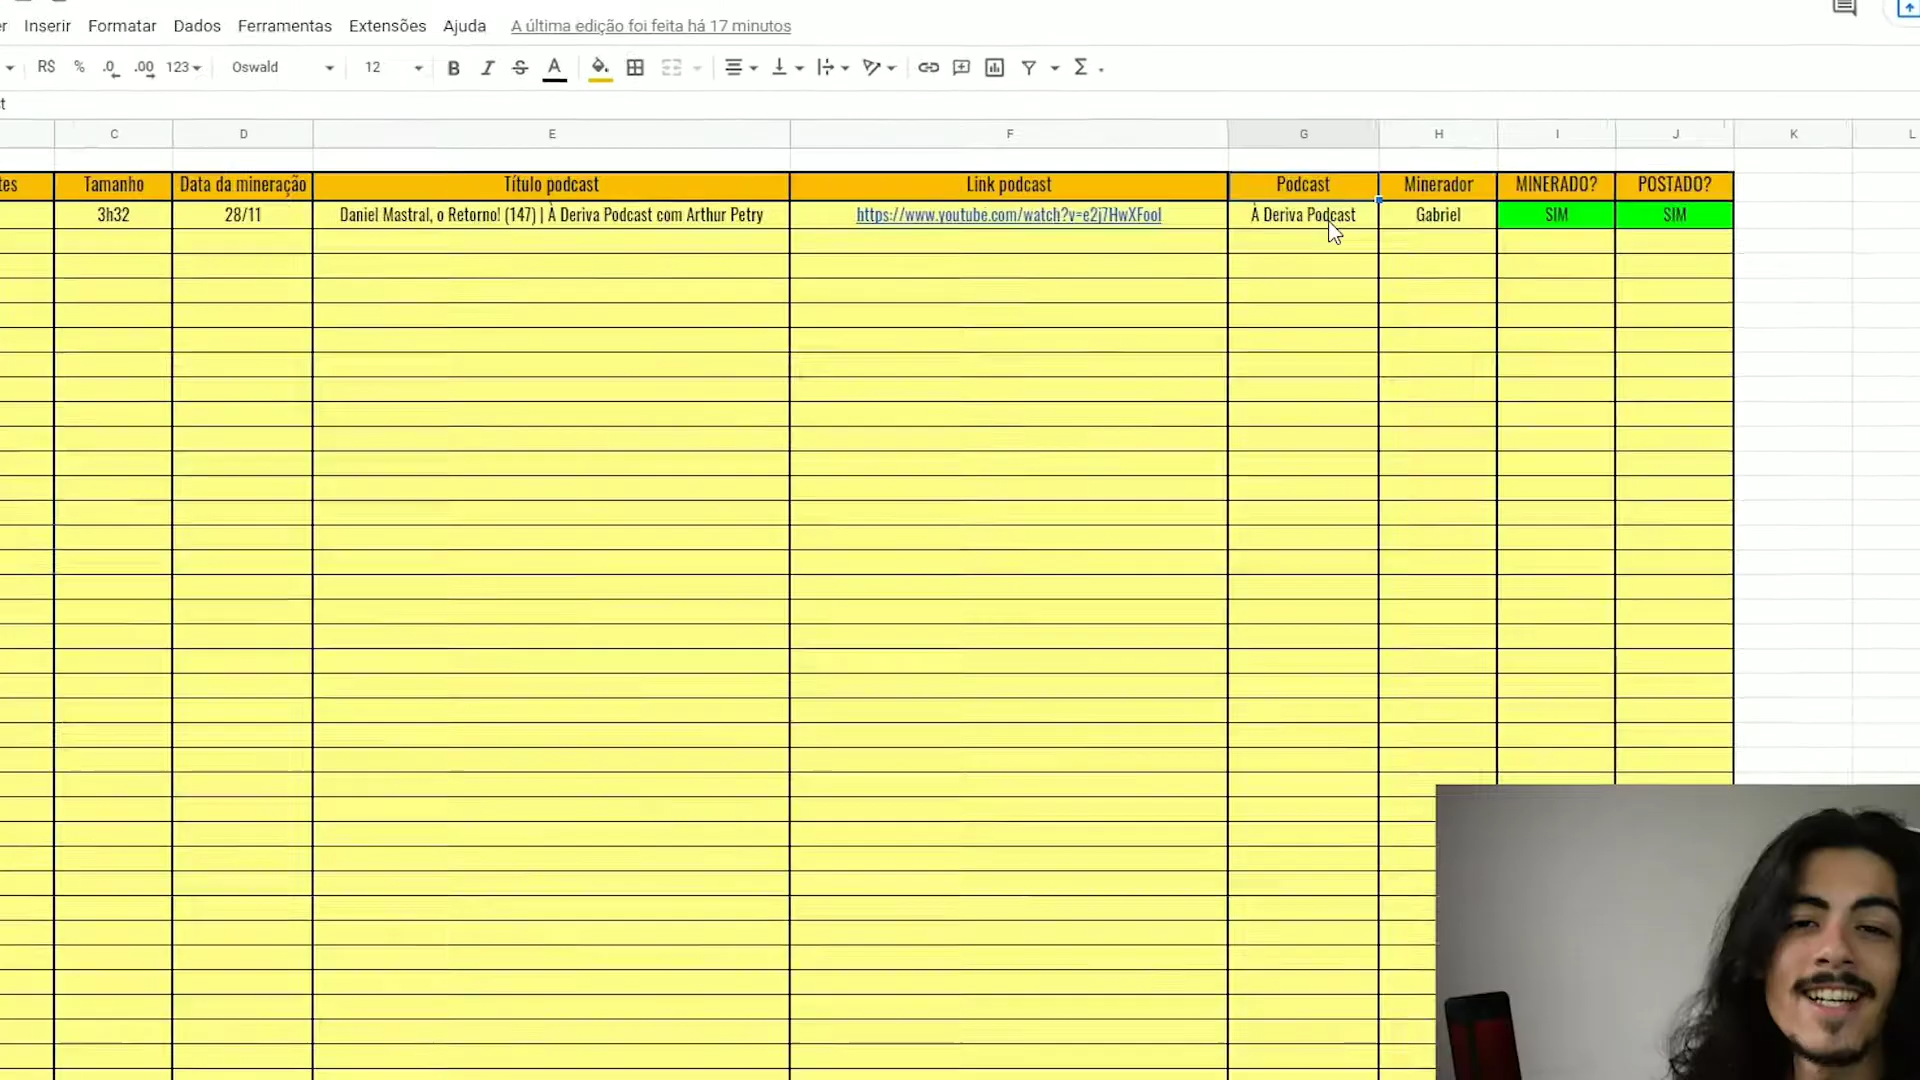 Inserir Formatar Dados Ferramentas Extensões Ajuda A última edição foi feita há 17 minutos
R$ % .0 .00 123 Oswald 12 B I S A Σ
C D E F G H I J K L
Tamanho Data da mineração Título podcast Link podcast Podcast Minerador MINERADO? POSTADO?
3h32 28/11 Daniel Mastral, o Retorno! (147) | À Deriva Podcast com Arthur Petry https://www.youtube.com/watch?v=e2j7HwXFooI À Deriva Podcast Gabriel SIM SIM